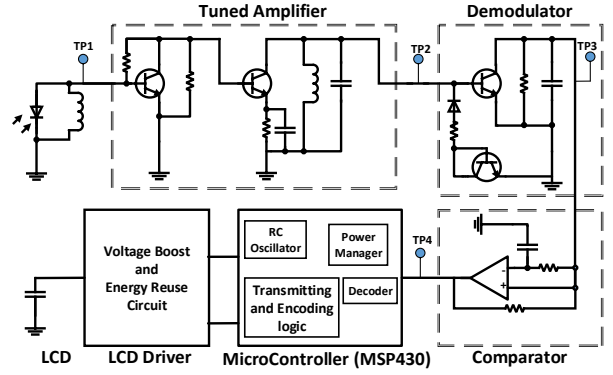 Tuned Amplifier
Demodulator
TP1
TP2
TP3
TP4
Voltage Boost
and
Energy Reuse
Circuit
RC
Oscillator
Power
Manager
Transmitting
and Encoding
logic
Decoder
-
+
LCD
LCD Driver
MicroController (MSP430)
Comparator